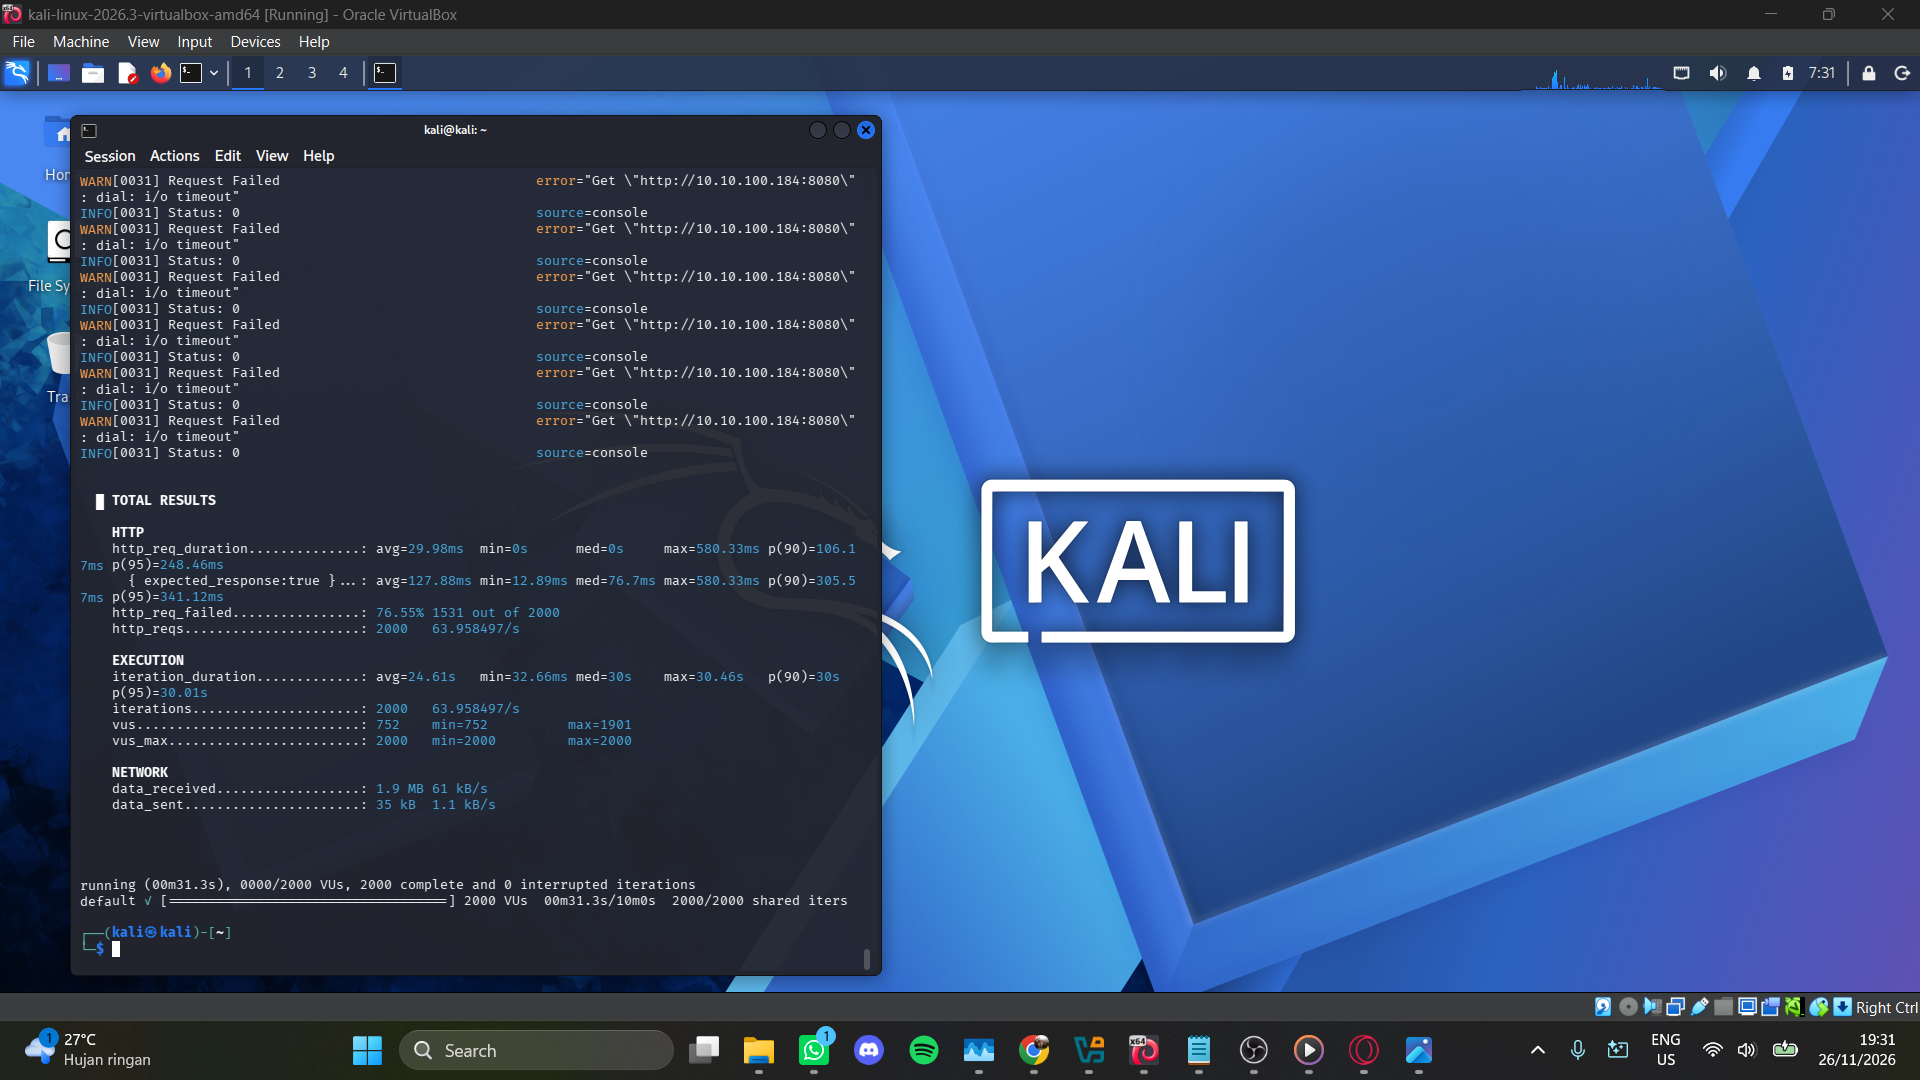 kali-linux-2026.3-virtualbox-amd64 [Running] - Oracle VirtualBox
File Machine View Input Devices Help
1 2 3 4
7:31
kali@kali: ~
Session Actions Edit View Help
WARN[0031] Request Failed error="Get \"http://10.10.100.184:8080\"
: dial: i/o timeout"
INFO[0031] Status: 0 source=console
WARN[0031] Request Failed error="Get \"http://10.10.100.184:8080\"
: dial: i/o timeout"
INFO[0031] Status: 0 source=console
WARN[0031] Request Failed error="Get \"http://10.10.100.184:8080\"
: dial: i/o timeout"
INFO[0031] Status: 0 source=console
WARN[0031] Request Failed error="Get \"http://10.10.100.184:8080\"
: dial: i/o timeout"
INFO[0031] Status: 0 source=console
WARN[0031] Request Failed error="Get \"http://10.10.100.184:8080\"
: dial: i/o timeout"
INFO[0031] Status: 0 source=console
WARN[0031] Request Failed error="Get \"http://10.10.100.184:8080\"
: dial: i/o timeout"
INFO[0031] Status: 0 source=console
TOTAL RESULTS
HTTP
http_req_duration..............: avg=29.98ms min=0s med=0s max=580.33ms p(90)=106.1
7ms p(95)=248.46ms
{ expected_response:true }...: avg=127.88ms min=12.89ms med=76.7ms max=580.33ms p(90)=305.5
7ms p(95)=341.12ms
http_req_failed................: 76.55% 1531 out of 2000
http_reqs......................: 2000 63.958497/s
EXECUTION
iteration_duration.............: avg=24.61s min=32.66ms med=30s max=30.46s p(90)=30s
p(95)=30.01s
iterations.....................: 2000 63.958497/s
vus............................: 752 min=752 max=1901
vus_max........................: 2000 min=2000 max=2000
NETWORK
data_received..................: 1.9 MB 61 kB/s
data_sent......................: 35 kB 1.1 kB/s
running (00m31.3s), 0000/2000 VUs, 2000 complete and 0 interrupted iterations
default ✓ [======================================] 2000 VUs 00m31.3s/10m0s 2000/2000 shared iters
┌──(kali㉿kali)-[~]
└─$
Hom
File Sy
Tra
KALI
Right Ctrl
1
27°C
Hujan ringan
Search
1
x64
ENG
US
19:31
26/11/2026